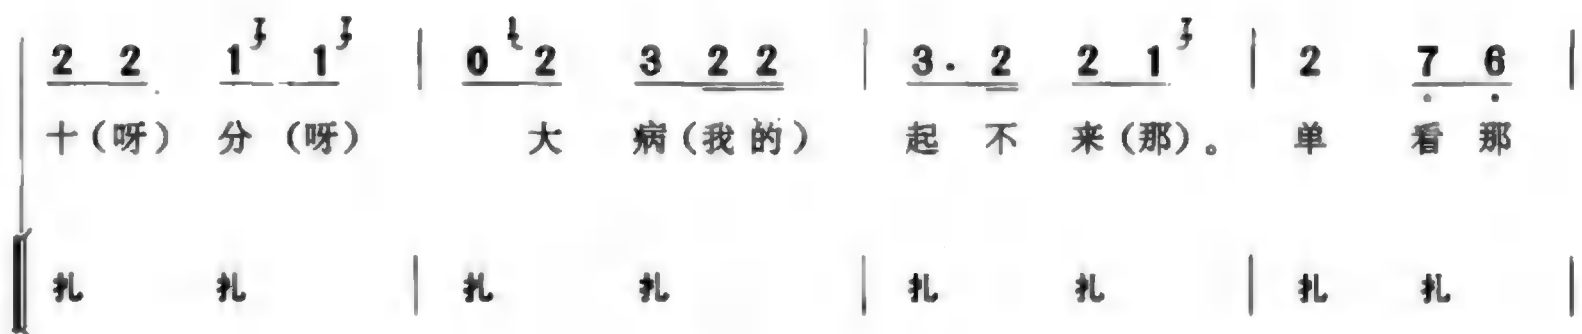 2 2 1 1 | 0 2 3 2 2 | 3. 2 2 1 | 2 7 6 |
十（呀） 分（呀） 大 病（我的） 起 不 来（那）。 单 看 那
扎 扎 | 扎 扎 | 扎 扎 | 扎 扎 |